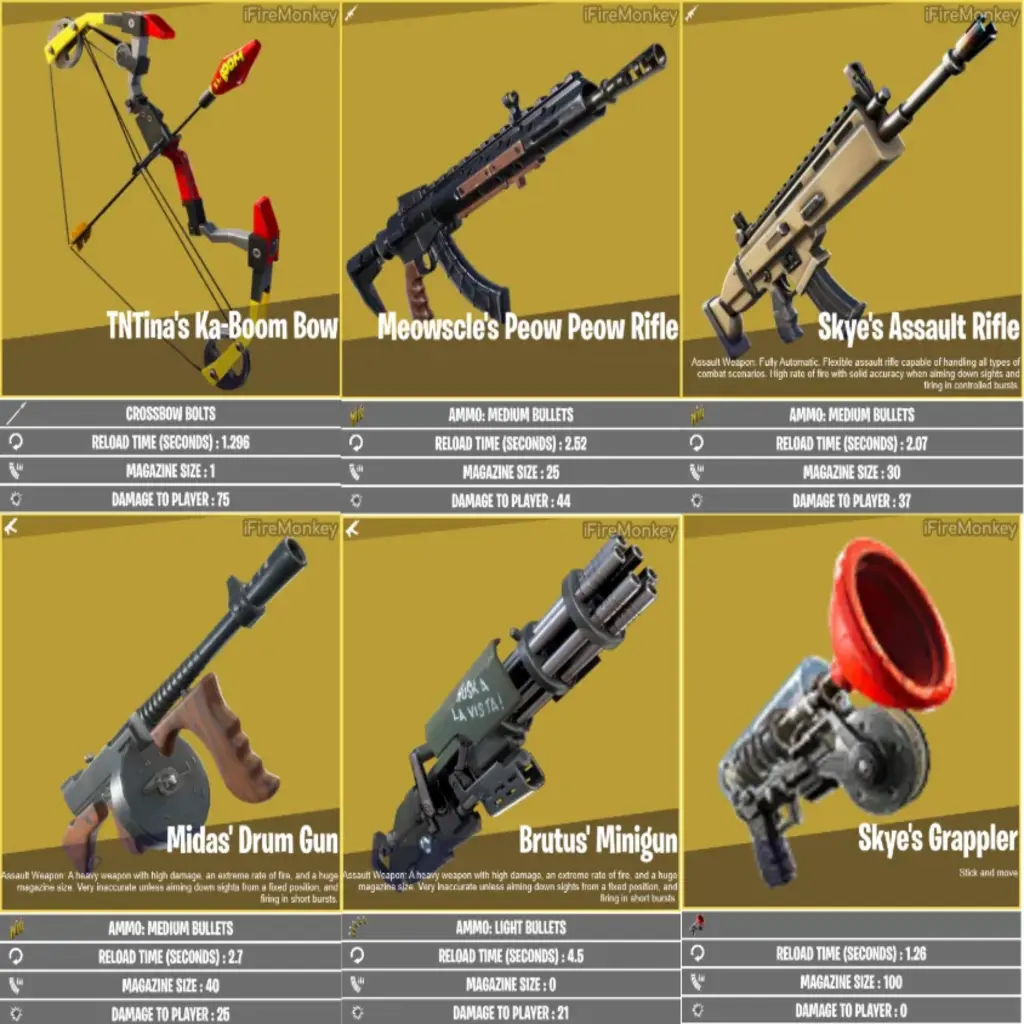 iFireMonkey
BOOM
TNTina's Ka-Boom Bow
CROSSBOW BOLTS
RELOAD TIME (SECONDS) : 1.296
MAGAZINE SIZE : 1
DAMAGE TO PLAYER : 75
iFireMonkey
Meowscle's Peow Peow Rifle
AMMO: MEDIUM BULLETS
RELOAD TIME (SECONDS) : 2.52
MAGAZINE SIZE : 25
DAMAGE TO PLAYER : 44
iFireMonkey
Skye's Assault Rifle
Assault Weapon: Fully Automatic. Flexible assault rifle capable of handling all types of
combat scenarios. High rate of fire with solid accuracy when aiming down sights and
firing in controlled bursts.
AMMO: MEDIUM BULLETS
RELOAD TIME (SECONDS) : 2.07
MAGAZINE SIZE : 30
DAMAGE TO PLAYER : 37
iFireMonkey
Midas' Drum Gun
Assault Weapon: A heavy weapon with high damage, an extreme rate of fire, and a huge
magazine size. Very inaccurate unless aiming down sights from a fixed position, and
firing in short bursts.
AMMO: MEDIUM BULLETS
RELOAD TIME (SECONDS) : 2.7
MAGAZINE SIZE : 40
DAMAGE TO PLAYER : 25
iFireMonkey
LA VISTA!
Brutus' Minigun
Assault Weapon: A heavy weapon with high damage, an extreme rate of fire, and a huge
magazine size. Very inaccurate unless aiming down sights from a fixed position, and
firing in short bursts.
AMMO: LIGHT BULLETS
RELOAD TIME (SECONDS) : 4.5
MAGAZINE SIZE : 0
DAMAGE TO PLAYER : 21
iFireMonkey
Skye's Grappler
Stick and move
RELOAD TIME (SECONDS) : 1.26
MAGAZINE SIZE : 100
DAMAGE TO PLAYER : 0